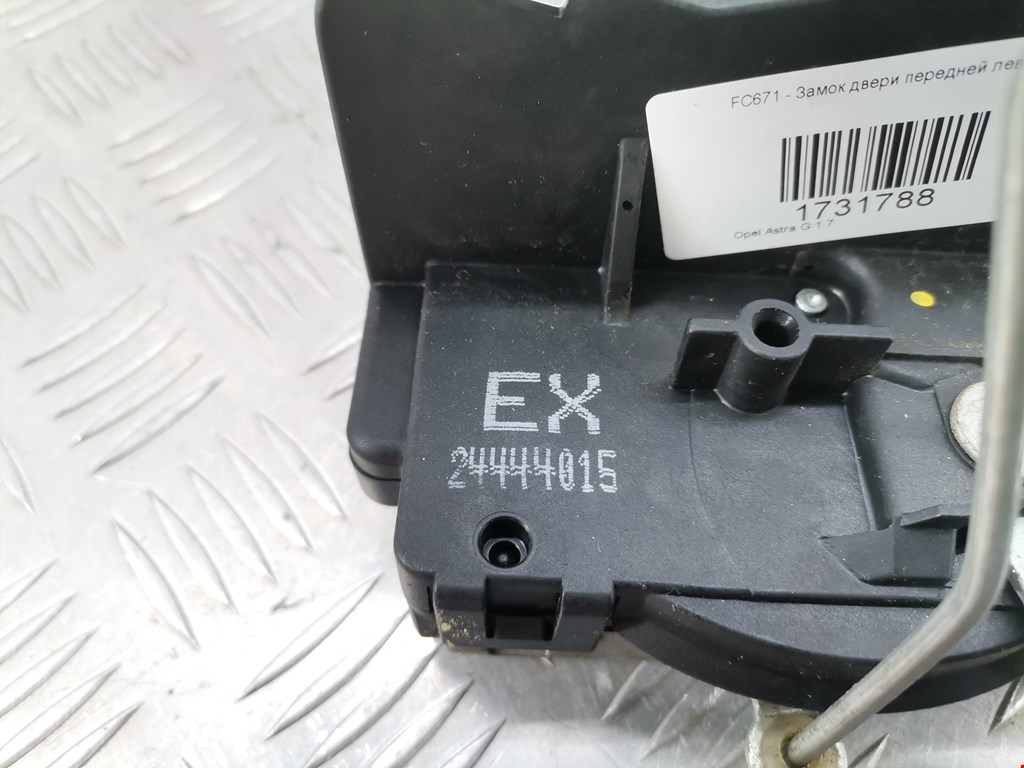 FC671 - Замок двери передней лев
1731788
Opel Astra G 1.7
EX
24444015